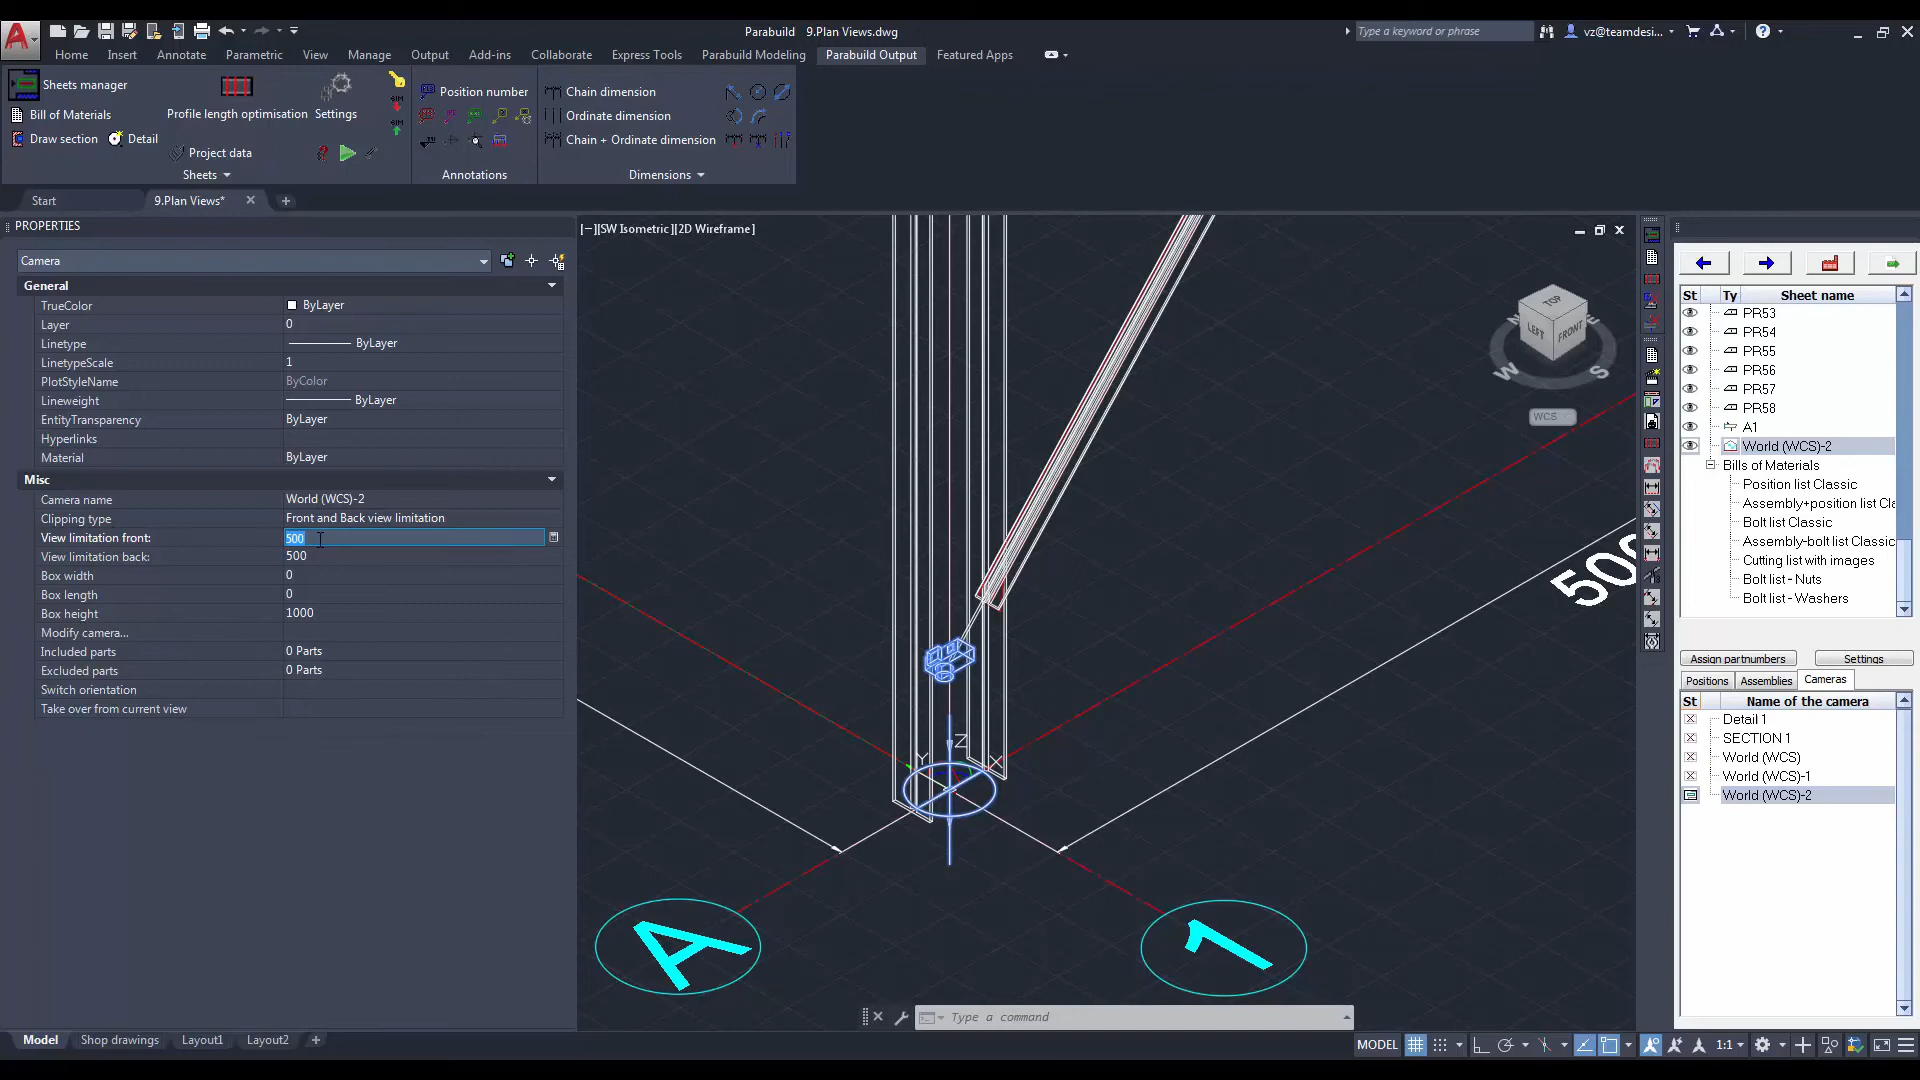 Parabuild 9.Plan Views.dwg
Type a keyword or phrase
vz@teamdesi...
Home Insert Annotate Parametric View Manage Output Add-ins Collaborate Express Tools Parabuild Modeling Parabuild Output Featured Apps
Sheets manager
Bill of Materials
Draw section Detail
Profile length optimisation
Settings
Project data
Sheets
Position number
Annotations
Chain dimension
Ordinate dimension
Chain + Ordinate dimension
Dimensions
Start 9.Plan Views*
PROPERTIES
Camera
General
TrueColor ByLayer
Layer 0
Linetype ByLayer
LinetypeScale 1
PlotStyleName ByColor
Lineweight ByLayer
EntityTransparency ByLayer
Hyperlinks
Material ByLayer
Misc
Camera name World (WCS)-2
Clipping type Front and Back view limitation
View limitation front: 500
View limitation back: 500
Box width 0
Box length 0
Box height 1000
Modify camera...
Included parts 0 Parts
Excluded parts 0 Parts
Switch orientation
Take over from current view
[−][SW Isometric][2D Wireframe]
TOP
LEFT FRONT
N E
W S
WCS
Z
Y X
500
A
1
Type a command
St Ty Sheet name
PR53
PR54
PR55
PR56
PR57
PR58
A1
World (WCS)-2
Bills of Materials
Position list Classic
Assembly+position list Cla
Bolt list Classic
Assembly-bolt list Classic
Cutting list with images
Bolt list - Nuts
Bolt list - Washers
Assign partnumbers Settings
Positions Assemblies Cameras
St Name of the camera
Detail 1
SECTION 1
World (WCS)
World (WCS)-1
World (WCS)-2
Model Shop drawings Layout1 Layout2
MODEL 1:1